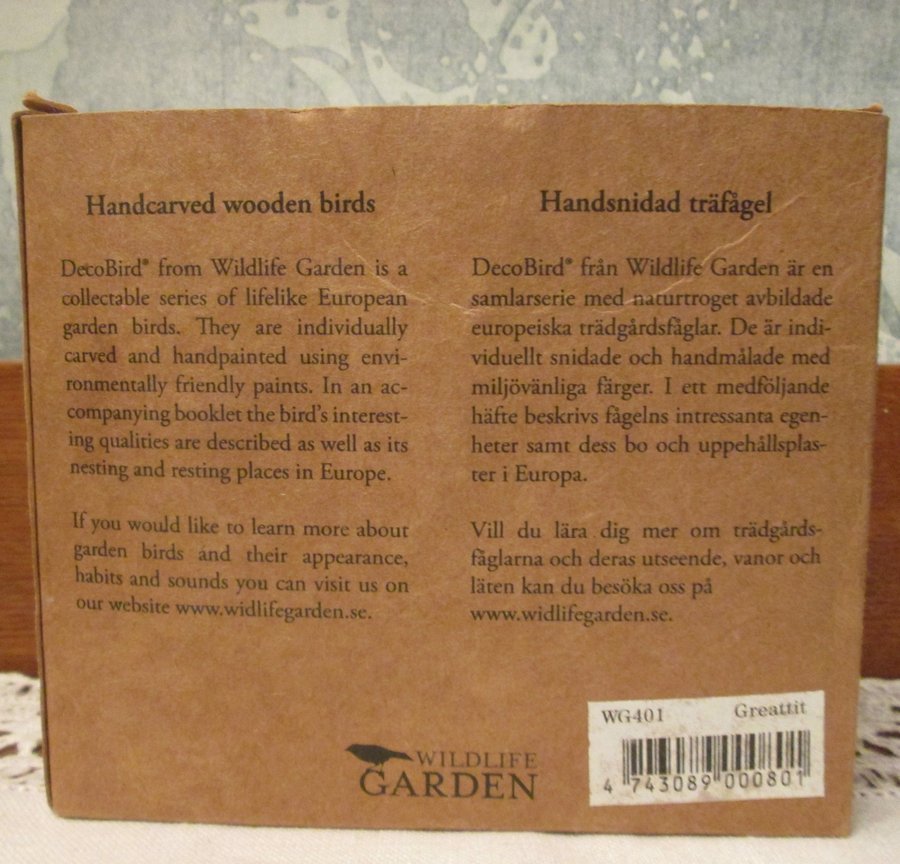 Handcarved wooden birds
DecoBird® from Wildlife Garden is a
collectable series of lifelike European
garden birds. They are individually
carved and handpainted using envi-
ronmentally friendly paints. In an ac-
companying booklet the bird's interest-
ing qualities are described as well as its
nesting and resting places in Europe.
If you would like to learn more about
garden birds and their appearance,
habits and sounds you can visit us on
our website www.widlifegarden.se.
Handsnidad träfågel
DecoBird® från Wildlife Garden är en
samlarserie med naturtroget avbildade
europeiska trädgårdsfåglar. De är indi-
viduellt snidade och handmålade med
miljövänliga färger. I ett medföljande
häfte beskrivs fågelns intressanta egen-
heter samt dess bo och uppehållsplas-
ter i Europa.
Vill du lära dig mer om trädgårds-
fåglarna och deras utseende, vanor och
läten kan du besöka oss på
www.widlifegarden.se.
WILDLIFE
GARDEN
WG401 Greattit
4 743089 000801